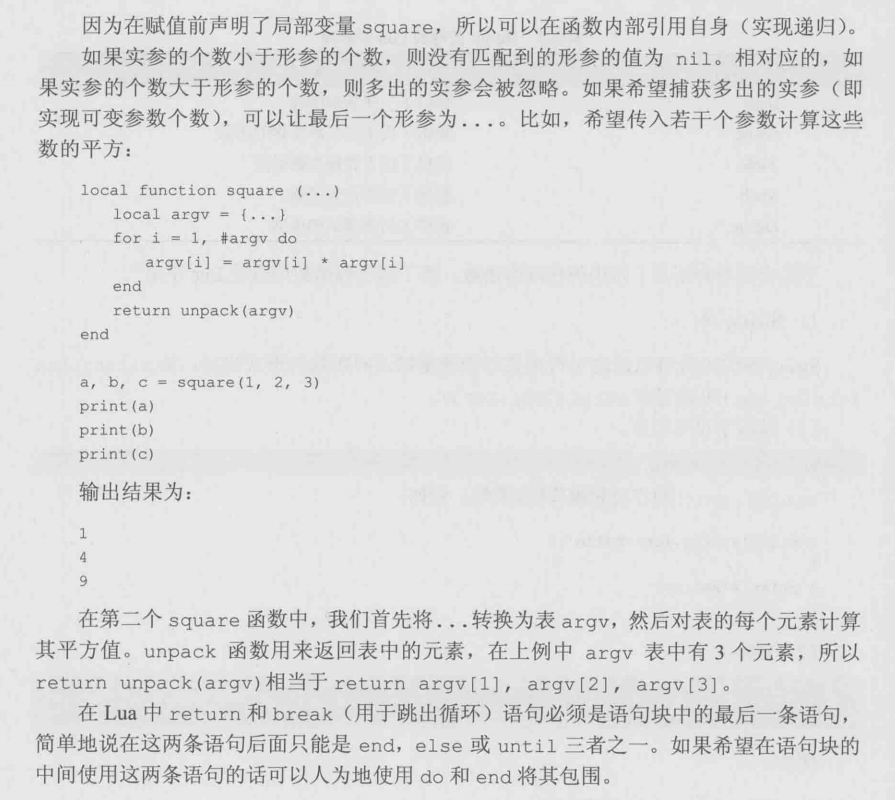 因为在赋值前声明了局部变量 square，所以可以在函数内部引用自身（实现递归）。
如果实参的个数小于形参的个数，则没有匹配到的形参的值为 nil。相对应的，如
果实参的个数大于形参的个数，则多出的实参会被忽略。如果希望捕获多出的实参（即
实现可变参数个数），可以让最后一个形参为...。比如，希望传入若干个参数计算这些
数的平方：
local function square (...)
local argv = {...}
for i = 1, #argv do
argv[i] = argv[i] * argv[i]
end
return unpack(argv)
end
a, b, c = square(1, 2, 3)
print(a)
print(b)
print(c)
输出结果为：
1
4
9
在第二个 square 函数中，我们首先将...转换为表 argv，然后对表的每个元素计算
其平方值。unpack 函数用来返回表中的元素，在上例中 argv 表中有 3 个元素，所以
return unpack(argv)相当于 return argv[1], argv[2], argv[3]。
在 Lua 中 return 和 break（用于跳出循环）语句必须是语句块中的最后一条语句，
简单地说在这两条语句后面只能是 end，else 或 until 三者之一。如果希望在语句块的
中间使用这两条语句的话可以人为地使用 do 和 end 将其包围。